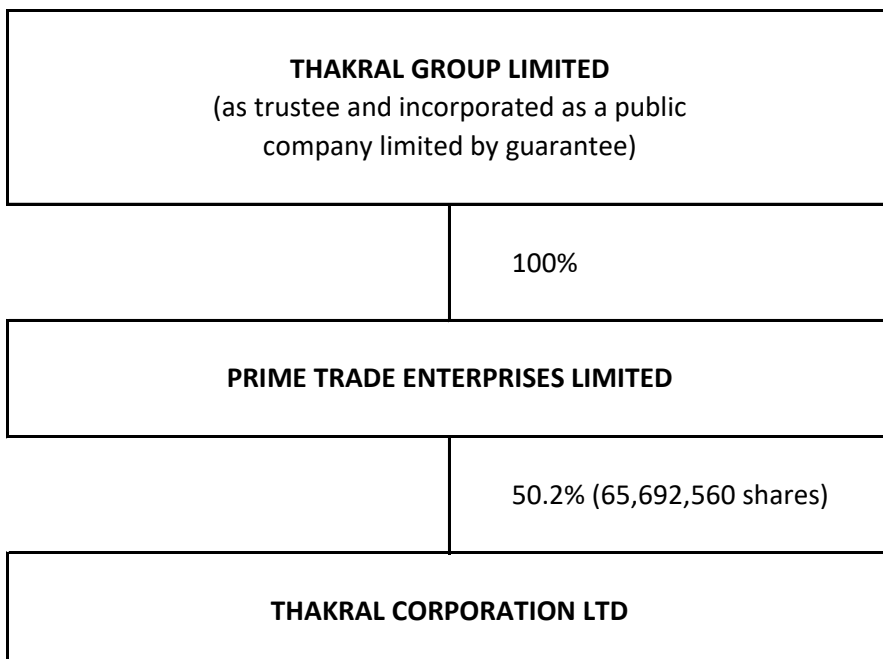 THAKRAL GROUP LIMITED
(as trustee and incorporated as a public
company limited by guarantee)
100%
PRIME TRADE ENTERPRISES LIMITED
50.2% (65,692,560 shares)
THAKRAL CORPORATION LTD